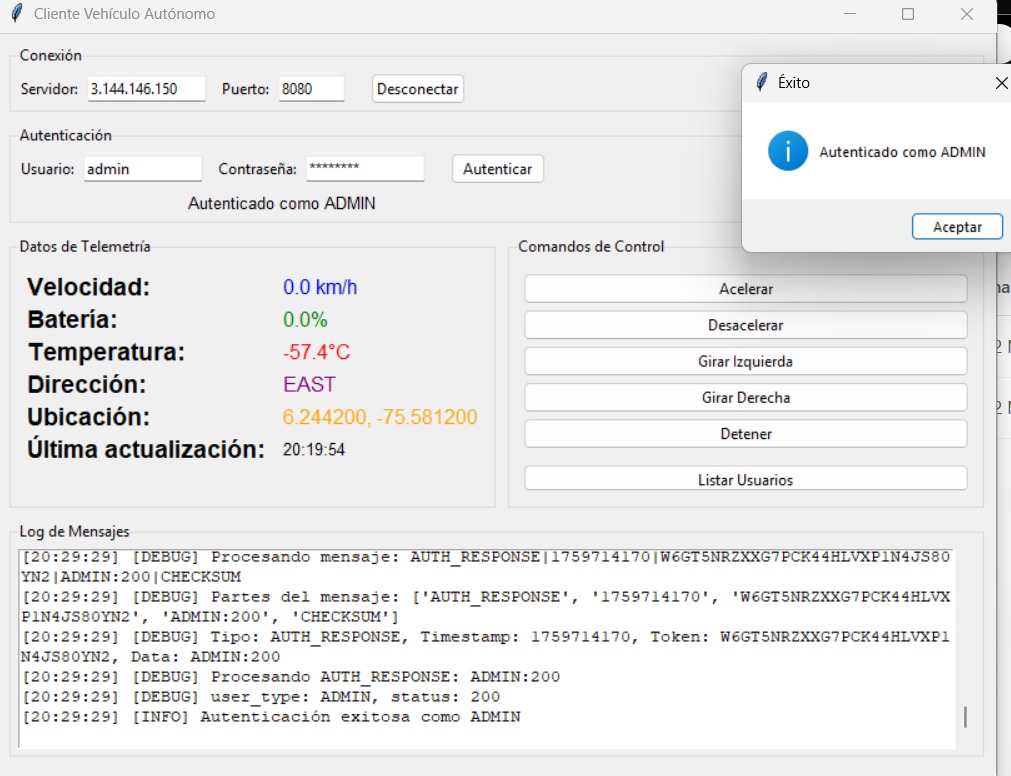 Cliente Vehículo Autónomo
Conexión
Servidor: 3.144.146.150 Puerto: 8080 Desconectar
Éxito
Autenticado como ADMIN
Aceptar
Autenticación
Usuario: admin Contraseña: ******** Autenticar
Autenticado como ADMIN
Datos de Telemetría
Velocidad: 0.0 km/h
Batería: 0.0%
Temperatura: -57.4°C
Dirección: EAST
Ubicación: 6.244200, -75.581200
Última actualización: 20:19:54
Comandos de Control
Acelerar
Desacelerar
Girar Izquierda
Girar Derecha
Detener
Listar Usuarios
Log de Mensajes
[20:29:29] [DEBUG] Procesando mensaje: AUTH_RESPONSE|1759714170|W6GT5NRZXXG7PCK44HLVXP1N4JS80
YN2|ADMIN:200|CHECKSUM
[20:29:29] [DEBUG] Partes del mensaje: ['AUTH_RESPONSE', '1759714170', 'W6GT5NRZXXG7PCK44HLVX
P1N4JS80YN2', 'ADMIN:200', 'CHECKSUM']
[20:29:29] [DEBUG] Tipo: AUTH_RESPONSE, Timestamp: 1759714170, Token: W6GT5NRZXXG7PCK44HLVXP1
N4JS80YN2, Data: ADMIN:200
[20:29:29] [DEBUG] Procesando AUTH_RESPONSE: ADMIN:200
[20:29:29] [DEBUG] user_type: ADMIN, status: 200
[20:29:29] [INFO] Autenticación exitosa como ADMIN